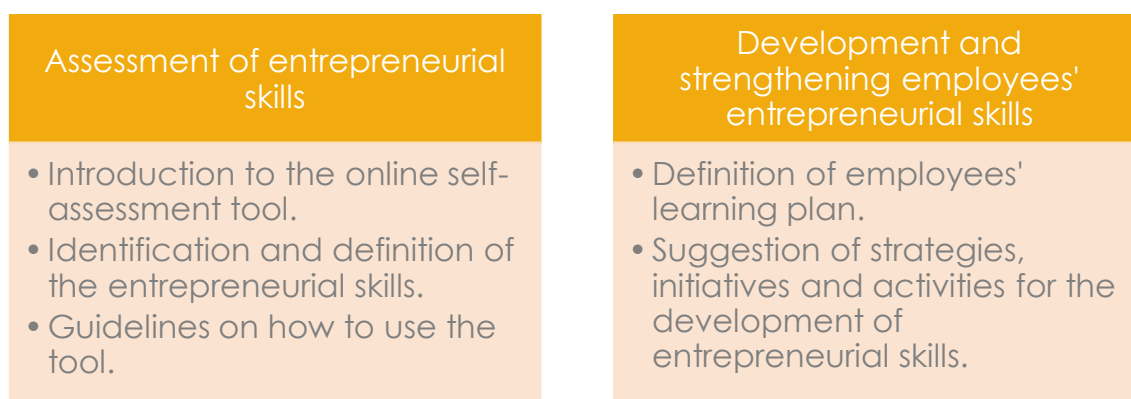 Assessment of entrepreneurial
skills
• Introduction to the online self-
assessment tool.
• Identification and definition of
the entrepreneurial skills.
• Guidelines on how to use the
tool.
Development and
strengthening employees'
entrepreneurial skills
• Definition of employees'
learning plan.
• Suggestion of strategies,
initiatives and activities for the
development of
entrepreneurial skills.